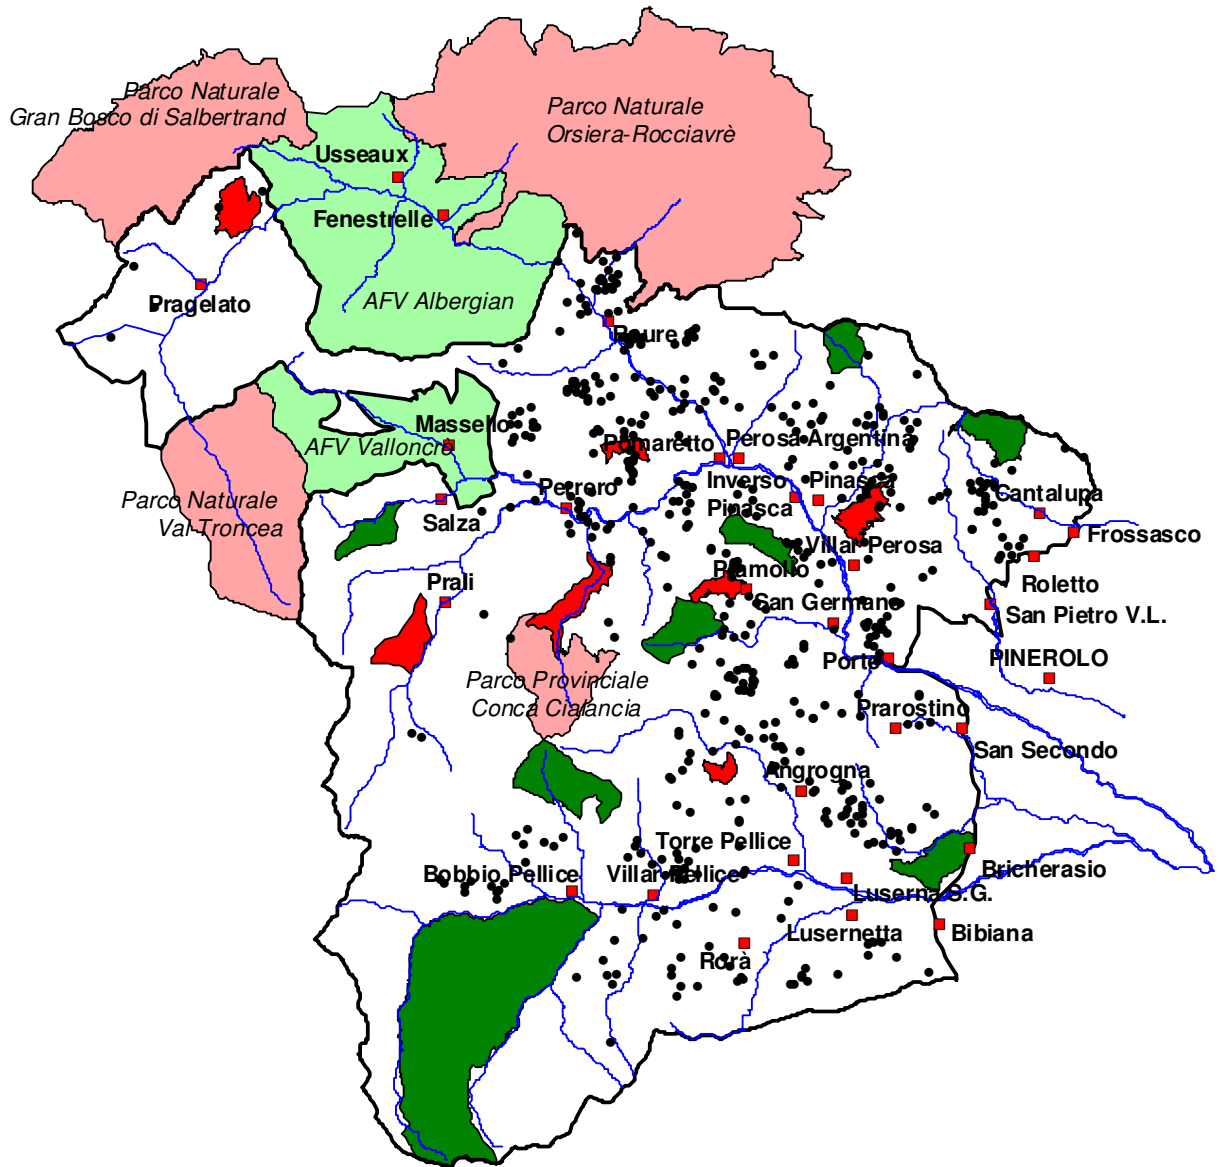 Parco Naturale
Gran Bosco di Salbertrand
Parco Naturale
Orsiera-Rocciavrè
Usseaux
Fenestrelle
AFV Albergian
Pragelato
Roure
Massello
AFV Valloncrò
Pomaretto
Perosa Argentina
Parco Naturale
Val-Troncea
Salza
Perrero
Inverso
Pinasca
Pinasca
Cantalupa
Frossasco
Villar Perosa
Roletto
Prali
Pramollo
San Germano
San Pietro V.L.
Porte
PINEROLO
Parco Provinciale
Conca Cialancia
Prarostino
San Secondo
Angrogna
Torre Pellice
Bobbio Pellice
Villar Pellice
Bricherasio
Luserna S.G.
Lusernetta
Bibiana
Rorà